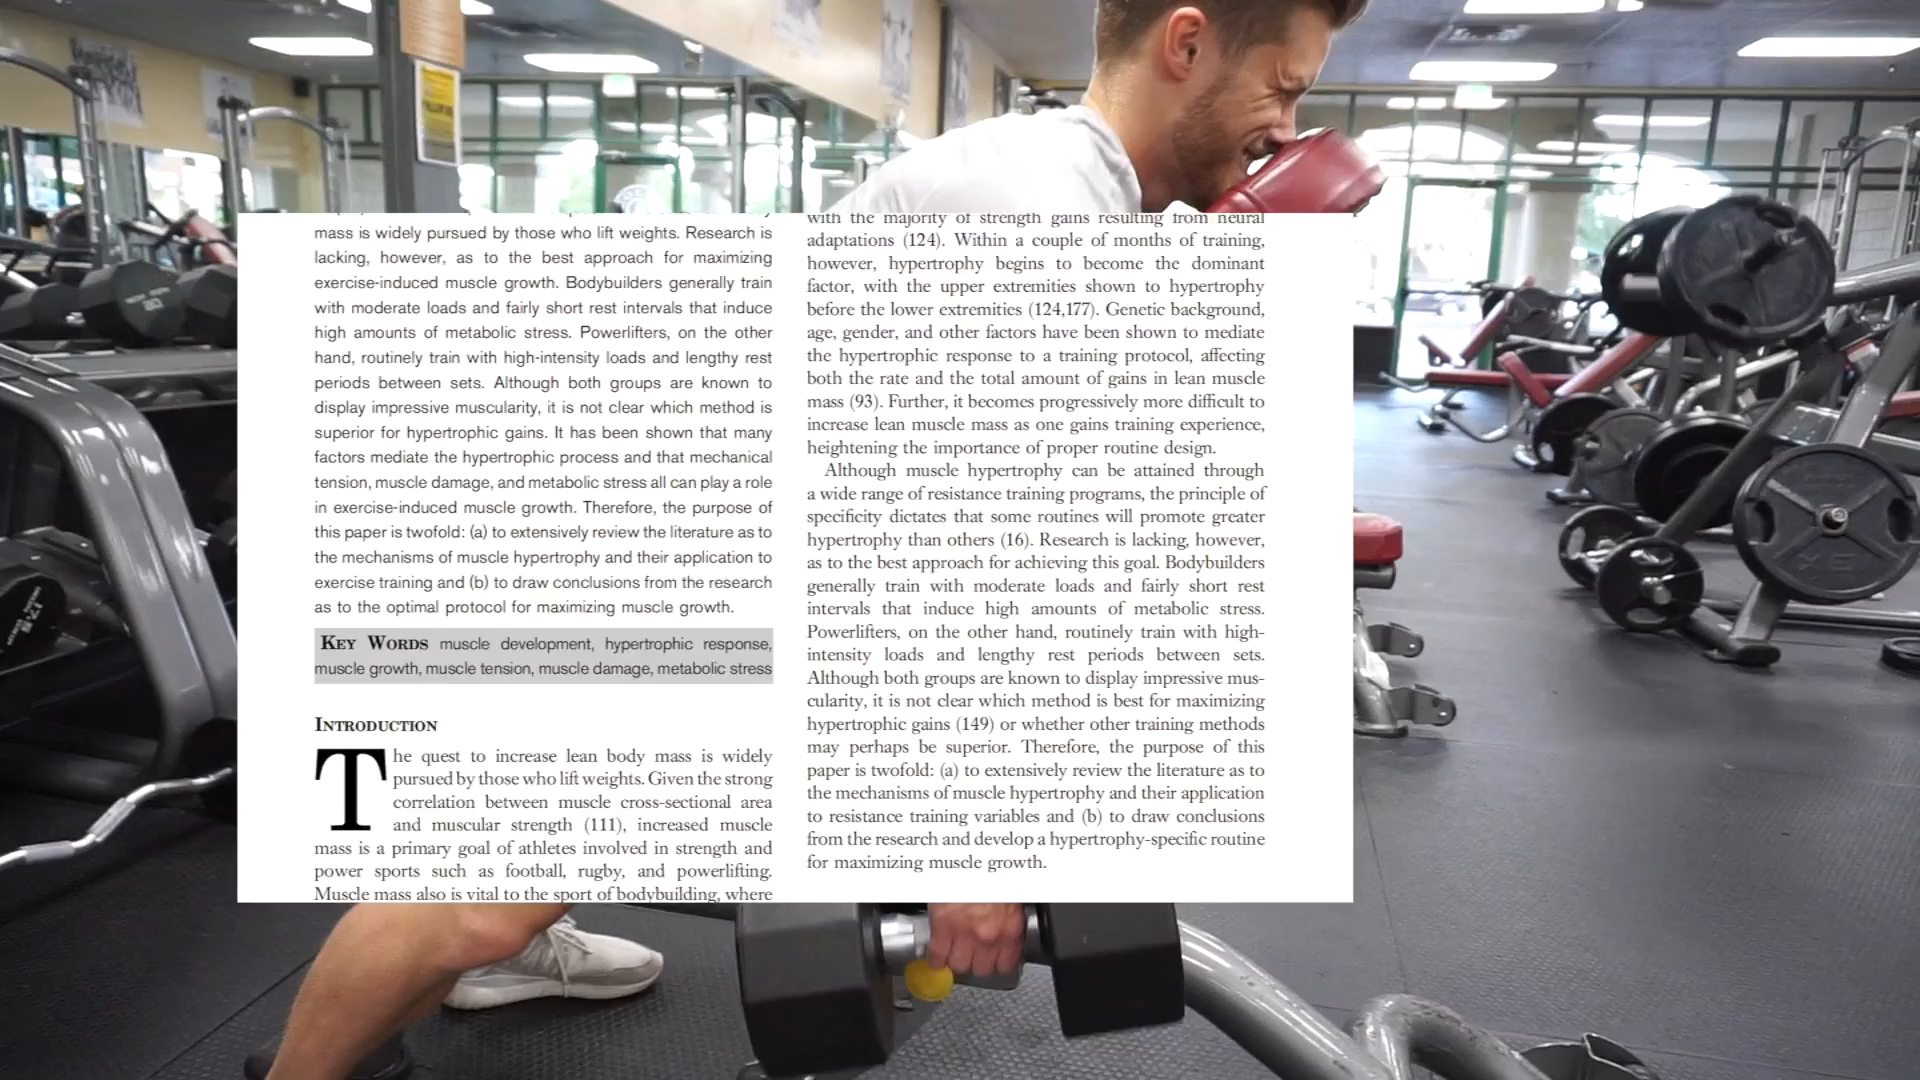 mass is widely pursued by those who lift weights. Research is
lacking, however, as to the best approach for maximizing
exercise-induced muscle growth. Bodybuilders generally train
with moderate loads and fairly short rest intervals that induce
high amounts of metabolic stress. Powerlifters, on the other
hand, routinely train with high-intensity loads and lengthy rest
periods between sets. Although both groups are known to
display impressive muscularity, it is not clear which method is
superior for hypertrophic gains. It has been shown that many
factors mediate the hypertrophic process and that mechanical
tension, muscle damage, and metabolic stress all can play a role
in exercise-induced muscle growth. Therefore, the purpose of
this paper is twofold: (a) to extensively review the literature as to
the mechanisms of muscle hypertrophy and their application to
exercise training and (b) to draw conclusions from the research
as to the optimal protocol for maximizing muscle growth.
KEY WORDS muscle development, hypertrophic response,
muscle growth, muscle tension, muscle damage, metabolic stress
INTRODUCTION
The quest to increase lean body mass is widely
pursued by those who lift weights. Given the strong
correlation between muscle cross-sectional area
and muscular strength (111), increased muscle
mass is a primary goal of athletes involved in strength and
power sports such as football, rugby, and powerlifting.
Muscle mass also is vital to the sport of bodybuilding, where
with the majority of strength gains resulting from neural
adaptations (124). Within a couple of months of training,
however, hypertrophy begins to become the dominant
factor, with the upper extremities shown to hypertrophy
before the lower extremities (124,177). Genetic background,
age, gender, and other factors have been shown to mediate
the hypertrophic response to a training protocol, affecting
both the rate and the total amount of gains in lean muscle
mass (93). Further, it becomes progressively more difficult to
increase lean muscle mass as one gains training experience,
heightening the importance of proper routine design.
Although muscle hypertrophy can be attained through
a wide range of resistance training programs, the principle of
specificity dictates that some routines will promote greater
hypertrophy than others (16). Research is lacking, however,
as to the best approach for achieving this goal. Bodybuilders
generally train with moderate loads and fairly short rest
intervals that induce high amounts of metabolic stress.
Powerlifters, on the other hand, routinely train with high-
intensity loads and lengthy rest periods between sets.
Although both groups are known to display impressive mus-
cularity, it is not clear which method is best for maximizing
hypertrophic gains (149) or whether other training methods
may perhaps be superior. Therefore, the purpose of this
paper is twofold: (a) to extensively review the literature as to
the mechanisms of muscle hypertrophy and their application
to resistance training variables and (b) to draw conclusions
from the research and develop a hypertrophy-specific routine
for maximizing muscle growth.